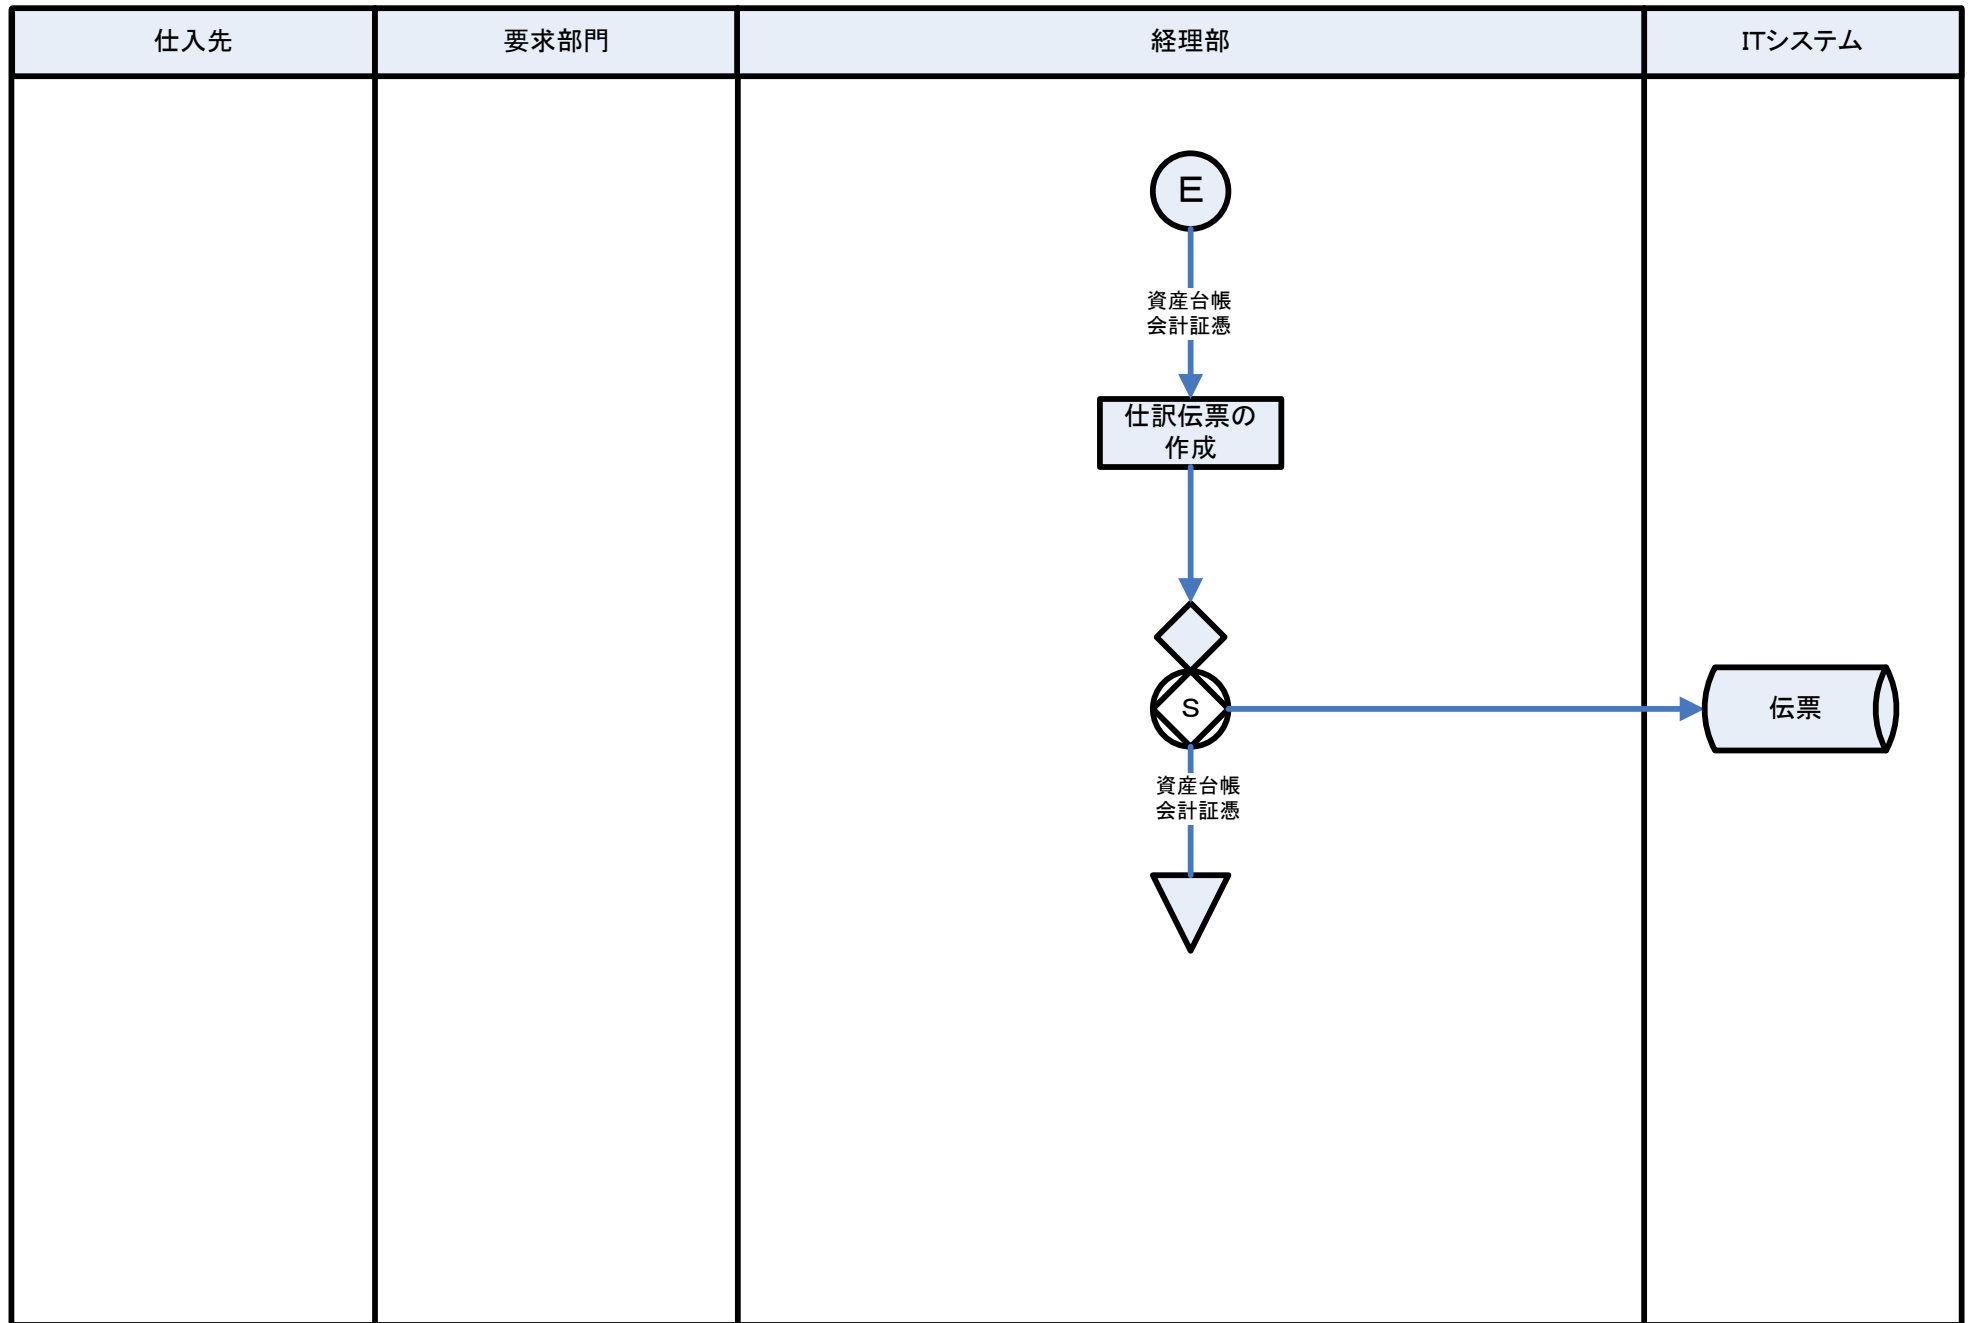 仕入先
要求部門
経理部
ITシステム
E
資産台帳
会計証憑
仕訳伝票の
作成
S
伝票
資産台帳
会計証憑